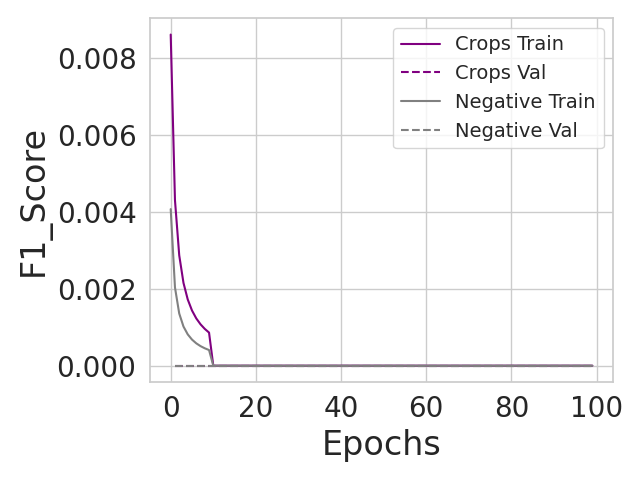 Crops Train
Crops Val
Negative Train
Negative Val
F1_Score
0.008
0.006
0.004
0.002
0.000
0 20 40 60 80 100
Epochs